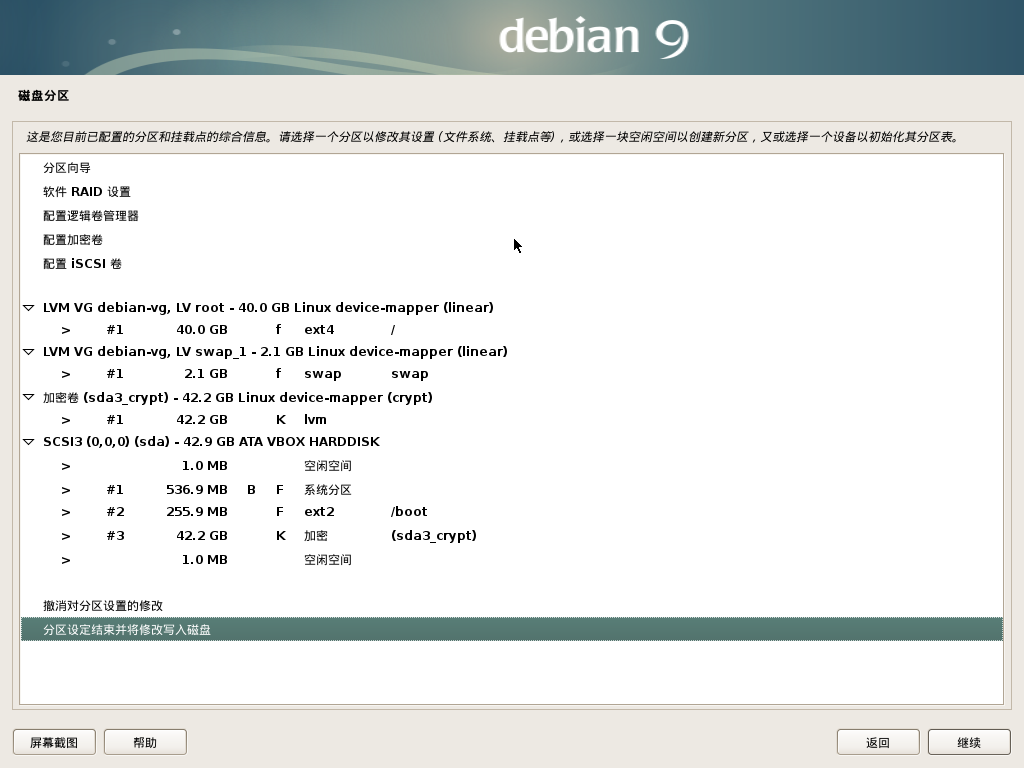 debian 9
磁盘分区
这是您目前已配置的分区和挂载点的综合信息。请选择一个分区以修改其设置 (文件系统、挂载点等)，或选择一块空闲空间以创建新分区，又或选择一个设备以初始化其分区表。
分区向导
软件 RAID 设置
配置逻辑卷管理器
配置加密卷
配置 iSCSI 卷
LVM VG debian-vg, LV root - 40.0 GB Linux device-mapper (linear)
> #1 40.0 GB f ext4 /
LVM VG debian-vg, LV swap_1 - 2.1 GB Linux device-mapper (linear)
> #1 2.1 GB f swap swap
加密卷 (sda3_crypt) - 42.2 GB Linux device-mapper (crypt)
> #1 42.2 GB K lvm
SCSI3 (0,0,0) (sda) - 42.9 GB ATA VBOX HARDDISK
> 1.0 MB 空闲空间
> #1 536.9 MB B F 系统分区
> #2 255.9 MB F ext2 /boot
> #3 42.2 GB K 加密 (sda3_crypt)
> 1.0 MB 空闲空间
撤消对分区设置的修改
分区设定结束并将修改写入磁盘
屏幕截图 帮助 返回 继续